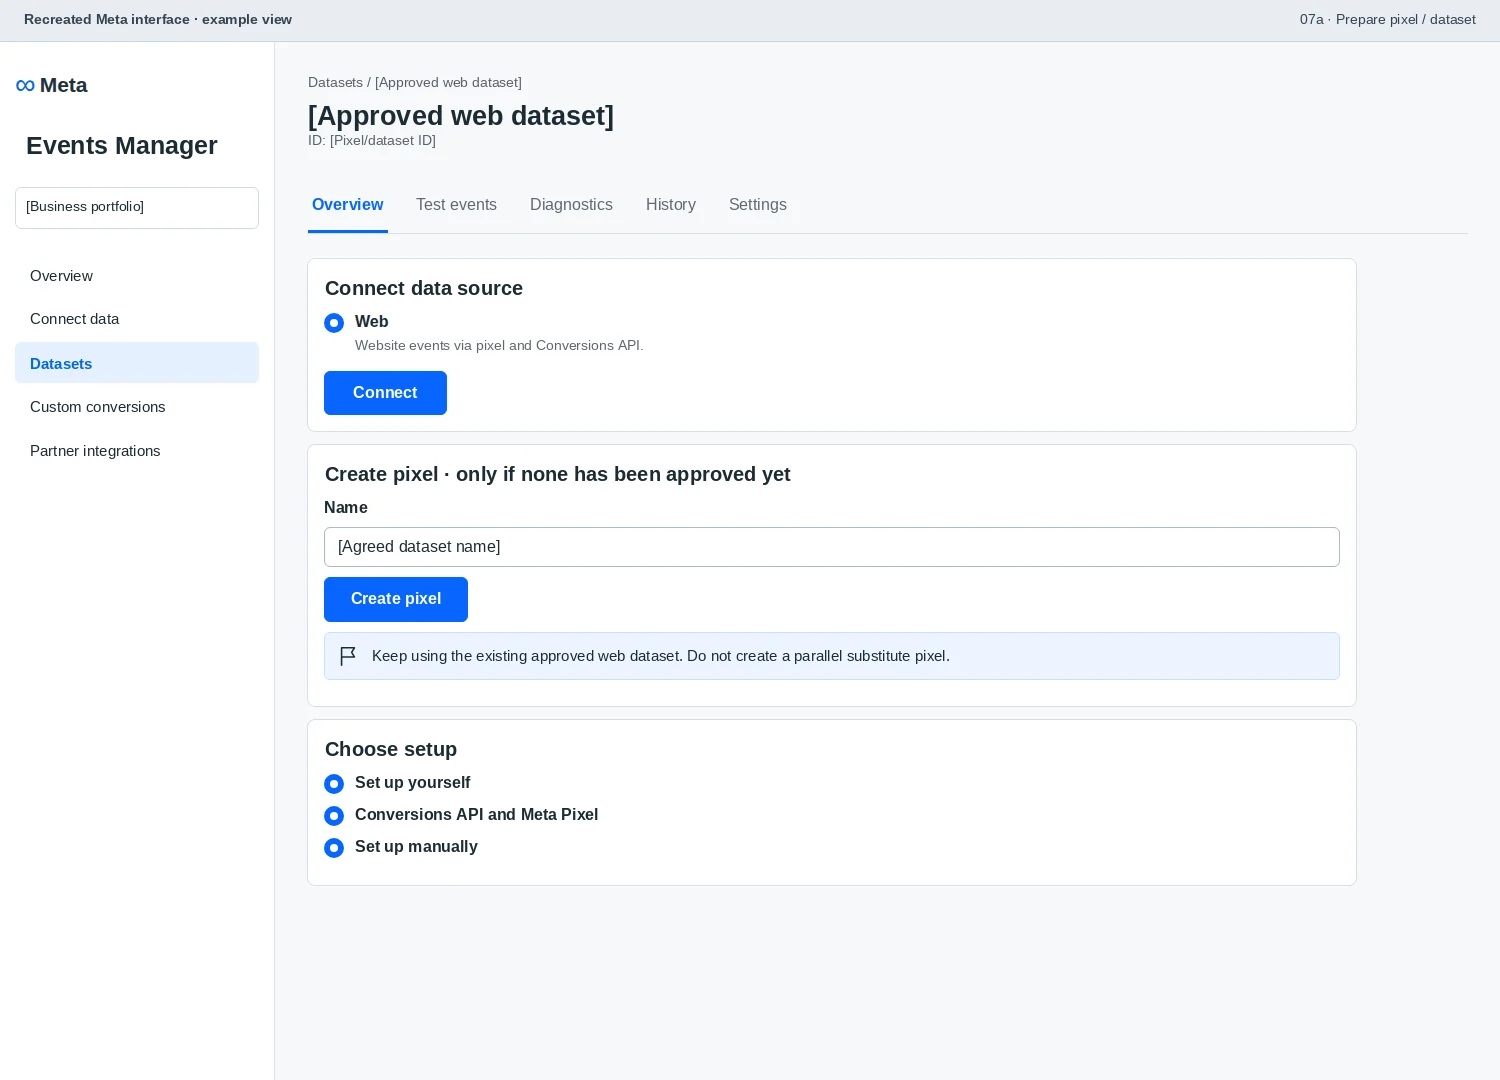 Recreated Meta interface · example view
07a · Prepare pixel / dataset
Meta
Events Manager
[Business portfolio]
Overview
Connect data
Datasets
Custom conversions
Partner integrations
Datasets / [Approved web dataset]
[Approved web dataset]
ID: [Pixel/dataset ID]
Overview
Test events
Diagnostics
History
Settings
Connect data source
Web
Website events via pixel and Conversions API.
Connect
Create pixel · only if none has been approved yet
Name
[Agreed dataset name]
Create pixel
Keep using the existing approved web dataset. Do not create a parallel substitute pixel.
Choose setup
Set up yourself
Conversions API and Meta Pixel
Set up manually